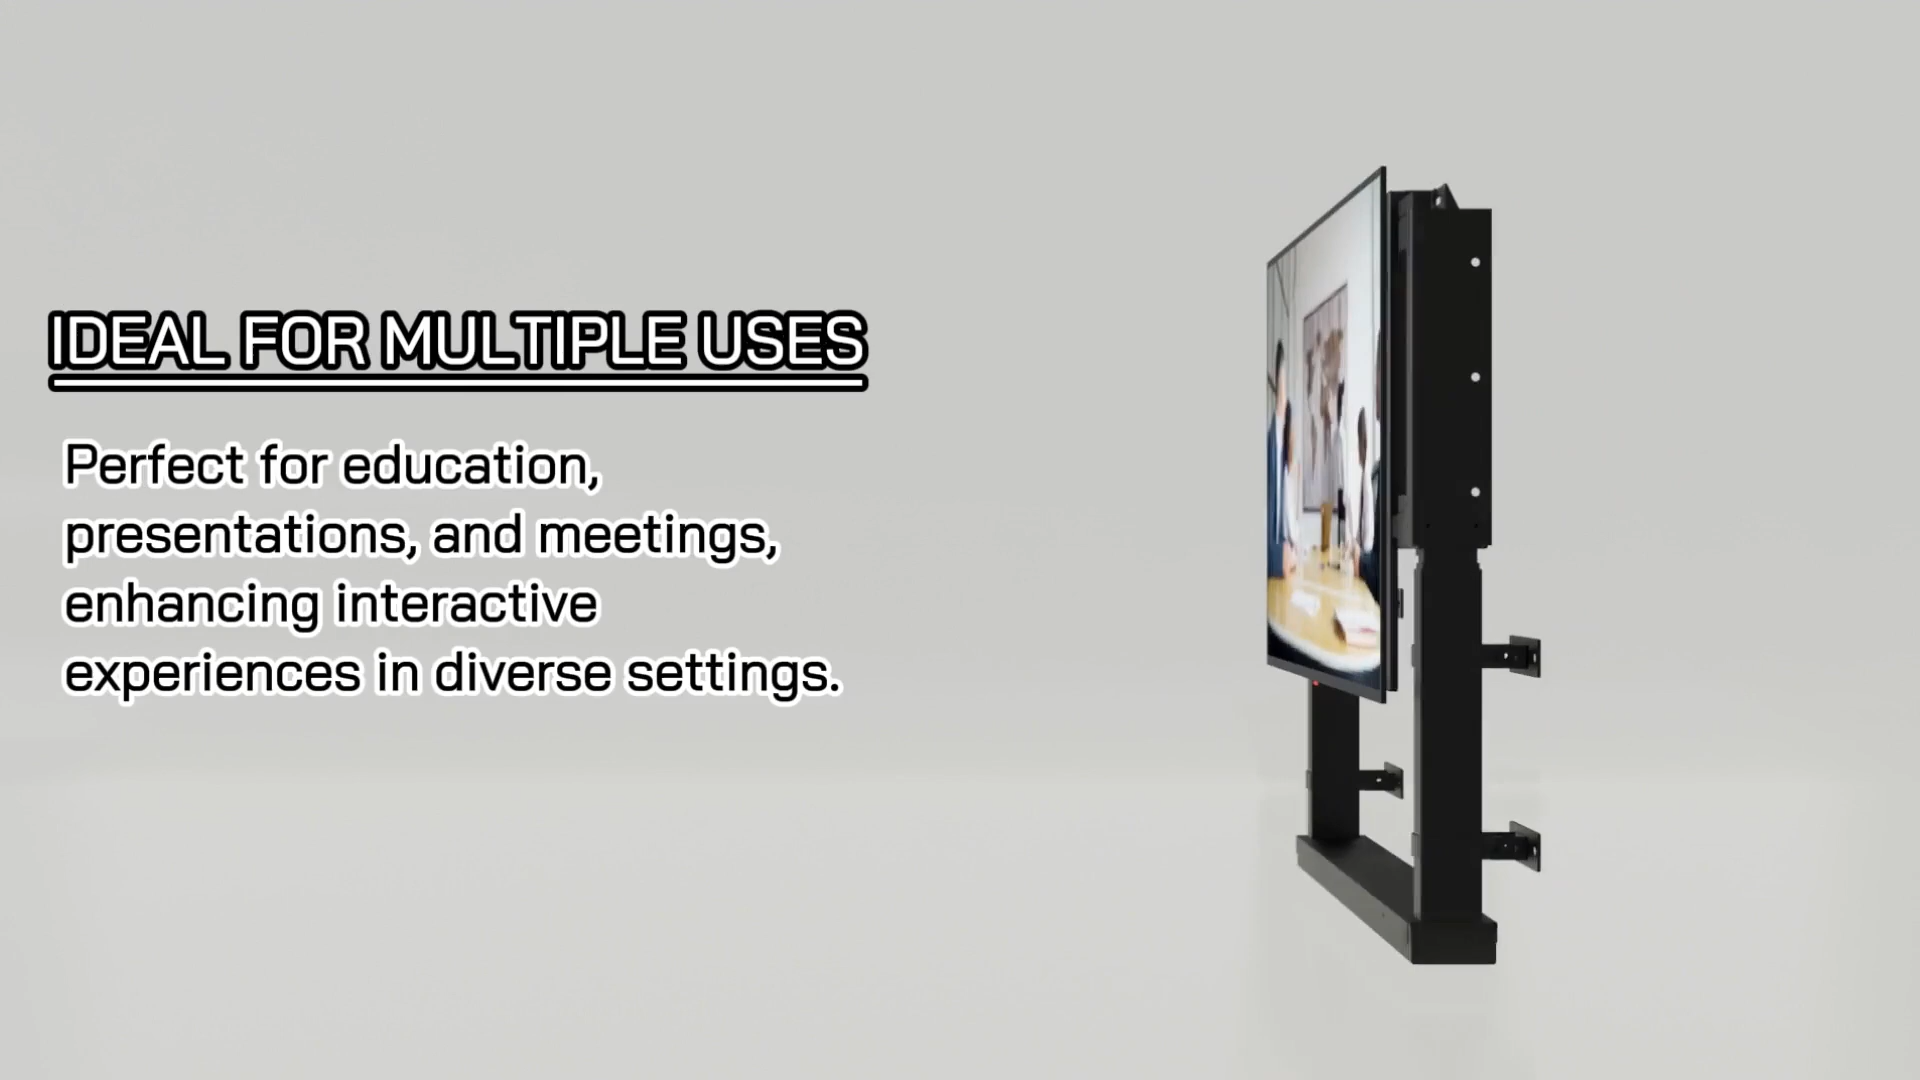 IDEAL FOR MULTIPLE USES
Perfect for education,
presentations, and meetings,
enhancing interactive
experiences in diverse settings.